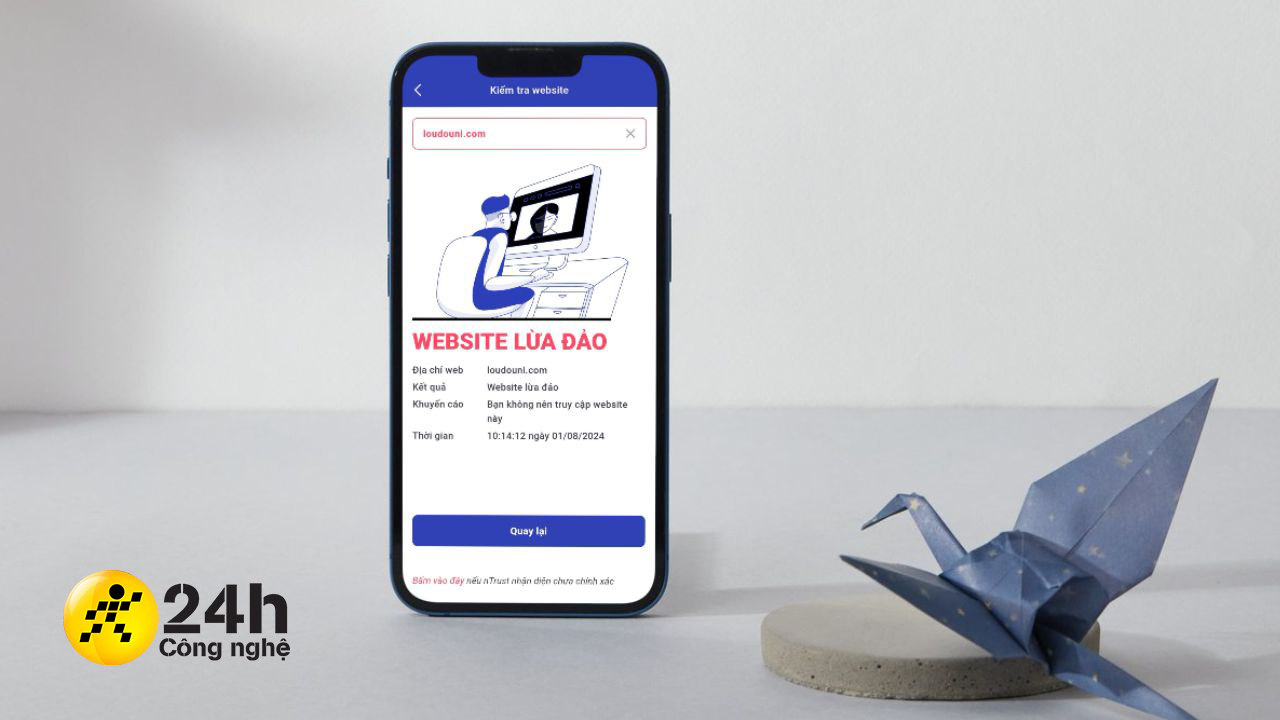 Kiểm tra website
loudouni.com
WEBSITE LỪA ĐẢO
Địa chỉ web loudouni.com
Kết quả Website lừa đảo
Khuyến cáo Bạn không nên truy cập website
này
Thời gian 10:14:12 ngày 01/08/2024
Quay lại
Bấm vào đây nếu nTrust nhận diện chưa chính xác
24h
Công nghệ